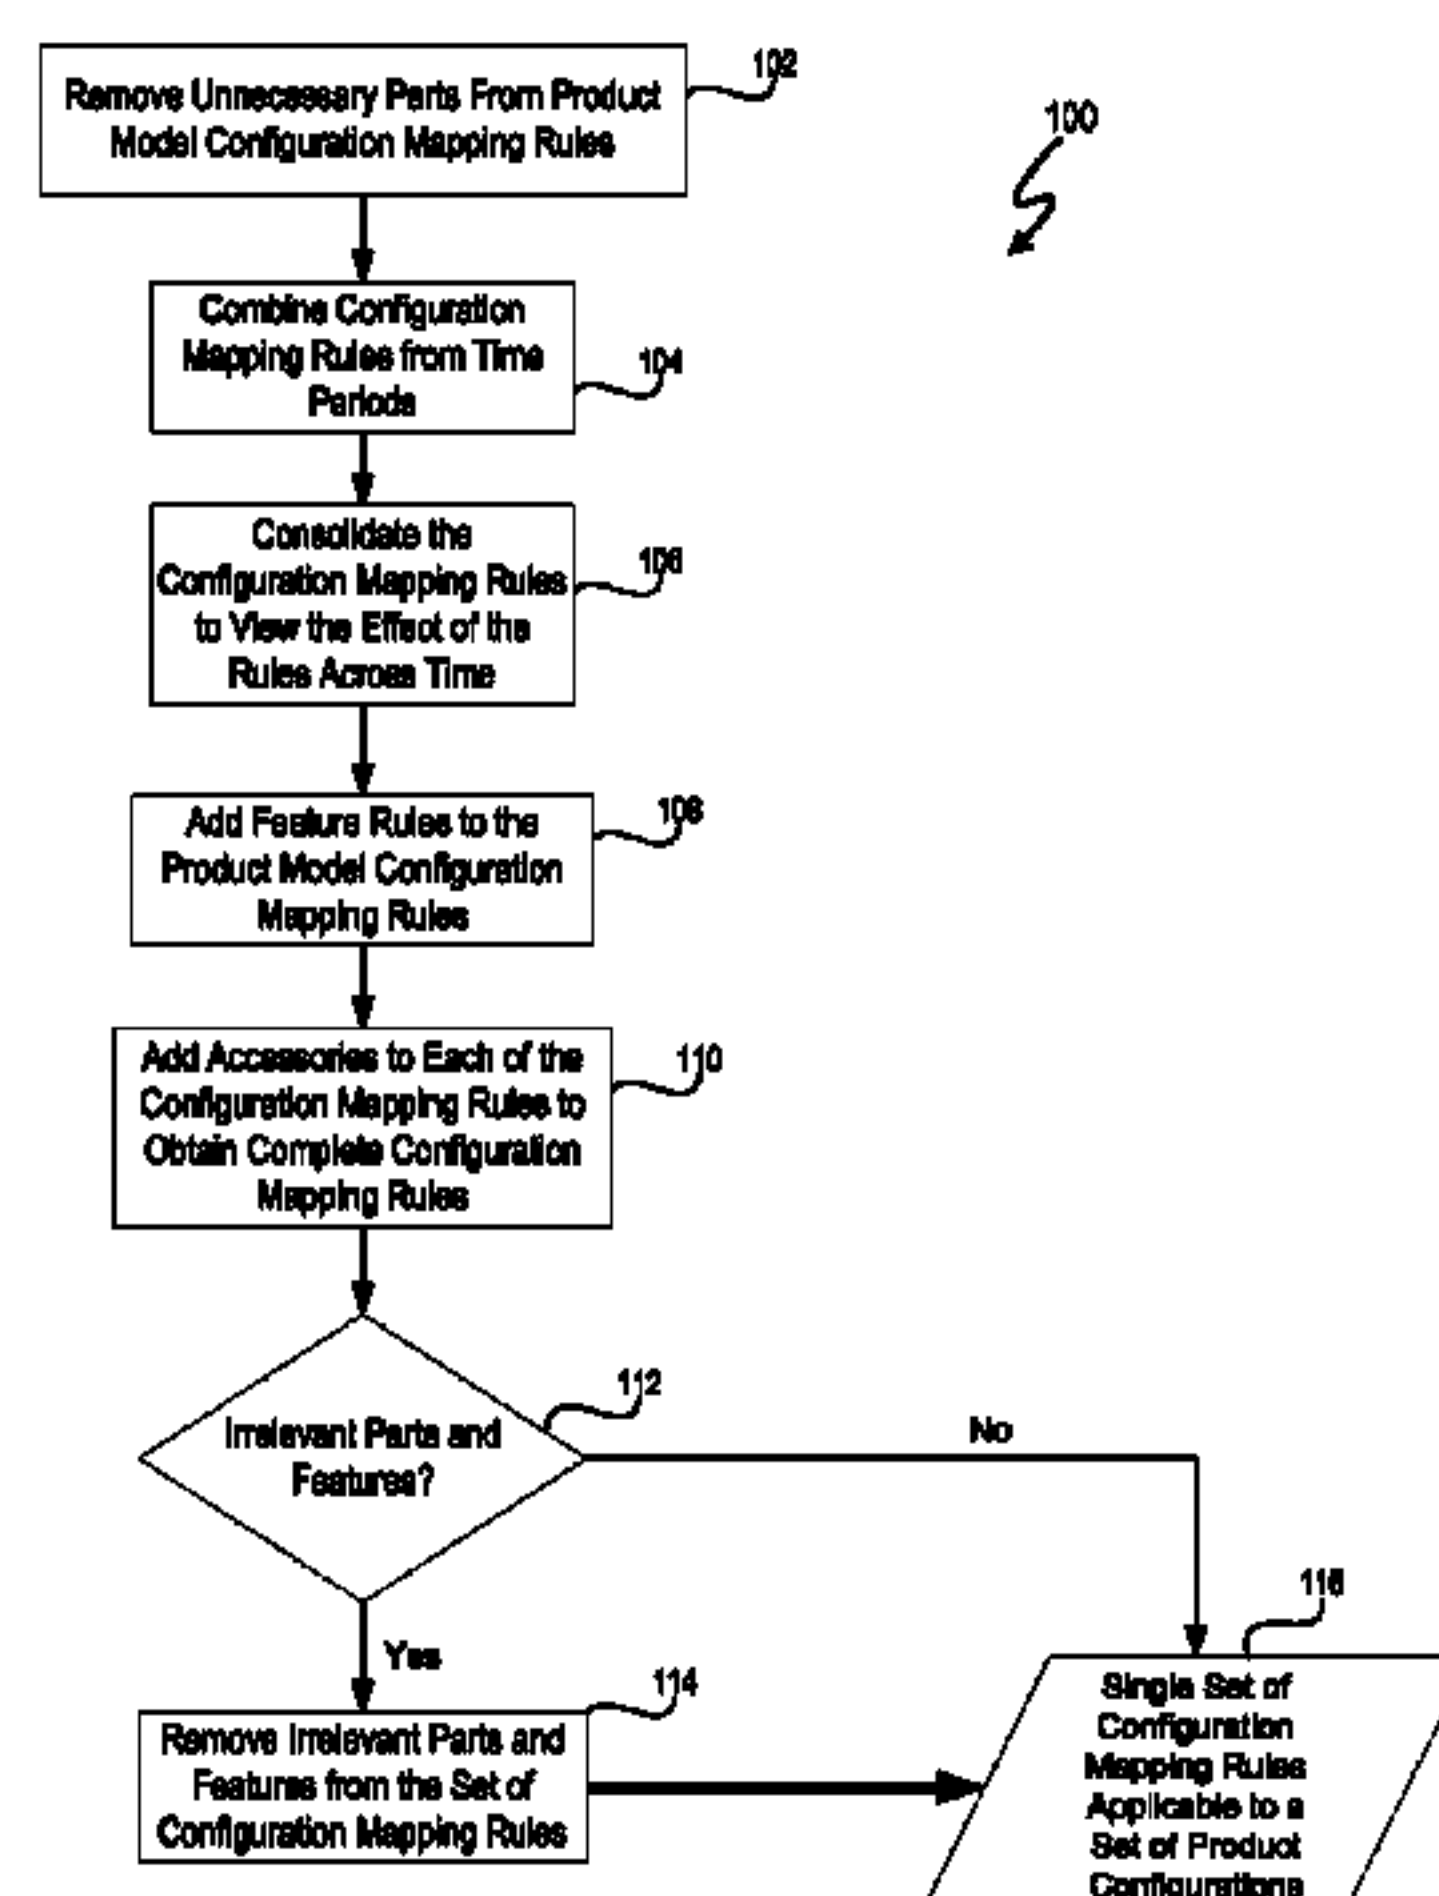 102
Remove Unnecessary Parts From Product
Model Configuration Mapping Rules
100
Combine Configuration
Mapping Rules from Time
Periods
104
Consolidate the
Configuration Mapping Rules
to View the Effect of the
Rules Across Time
106
Add Feature Rules to the
Product Model Configuration
Mapping Rules
108
Add Accessories to Each of the
Configuration Mapping Rules to
Obtain Complete Configuration
Mapping Rules
110
112
Irrelevant Parts and
Features?
No
Yes
114
Remove Irrelevant Parts and
Features from the Set of
Configuration Mapping Rules
116
Single Set of
Configuration
Mapping Rules
Applicable to a
Set of Product
Configurations